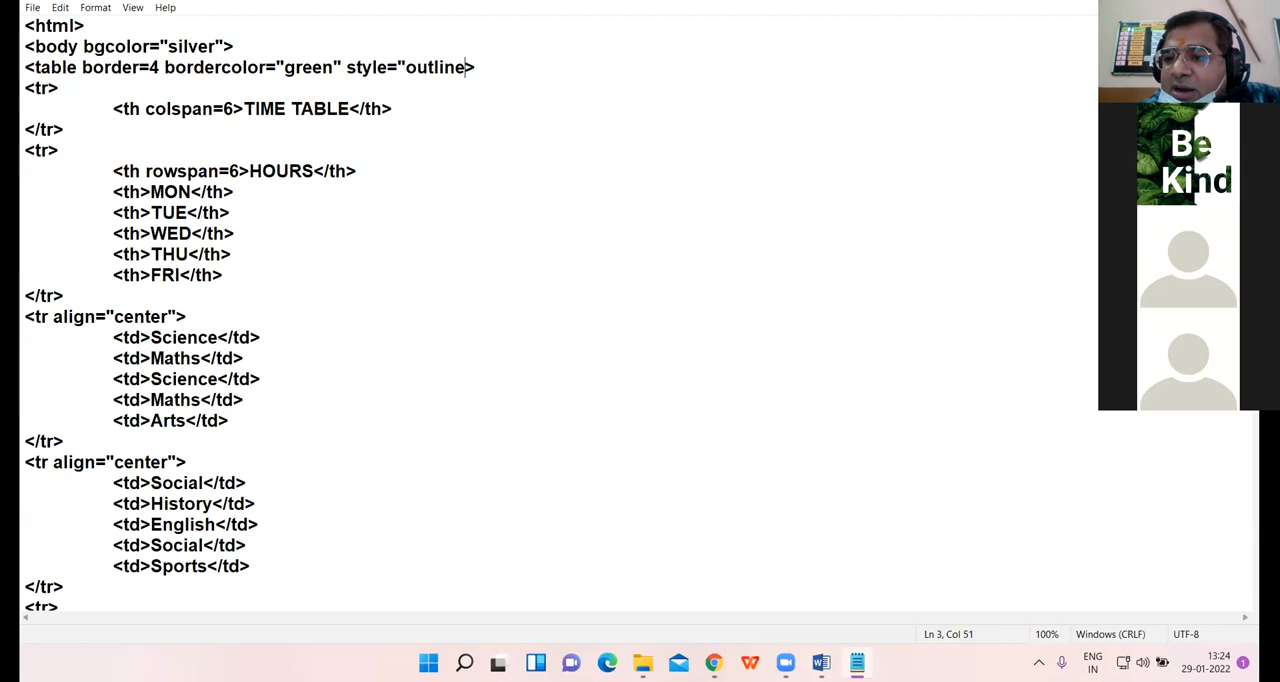 File Edit Format View Help
<html>
<body bgcolor="silver">
<table border=4 bordercolor="green" style="outline>
<tr>
<th colspan=6>TIME TABLE</th>
</tr>
<tr>
<th rowspan=6>HOURS</th>
<th>MON</th>
<th>TUE</th>
<th>WED</th>
<th>THU</th>
<th>FRI</th>
</tr>
<tr align="center">
<td>Science</td>
<td>Maths</td>
<td>Science</td>
<td>Maths</td>
<td>Arts</td>
</tr>
<tr align="center">
<td>Social</td>
<td>History</td>
<td>English</td>
<td>Social</td>
<td>Sports</td>
</tr>
<tr>
Be
Kind
Ln 3, Col 51
100%
Windows (CRLF)
UTF-8
W
W
ENG
IN
13:24
29-01-2022
1